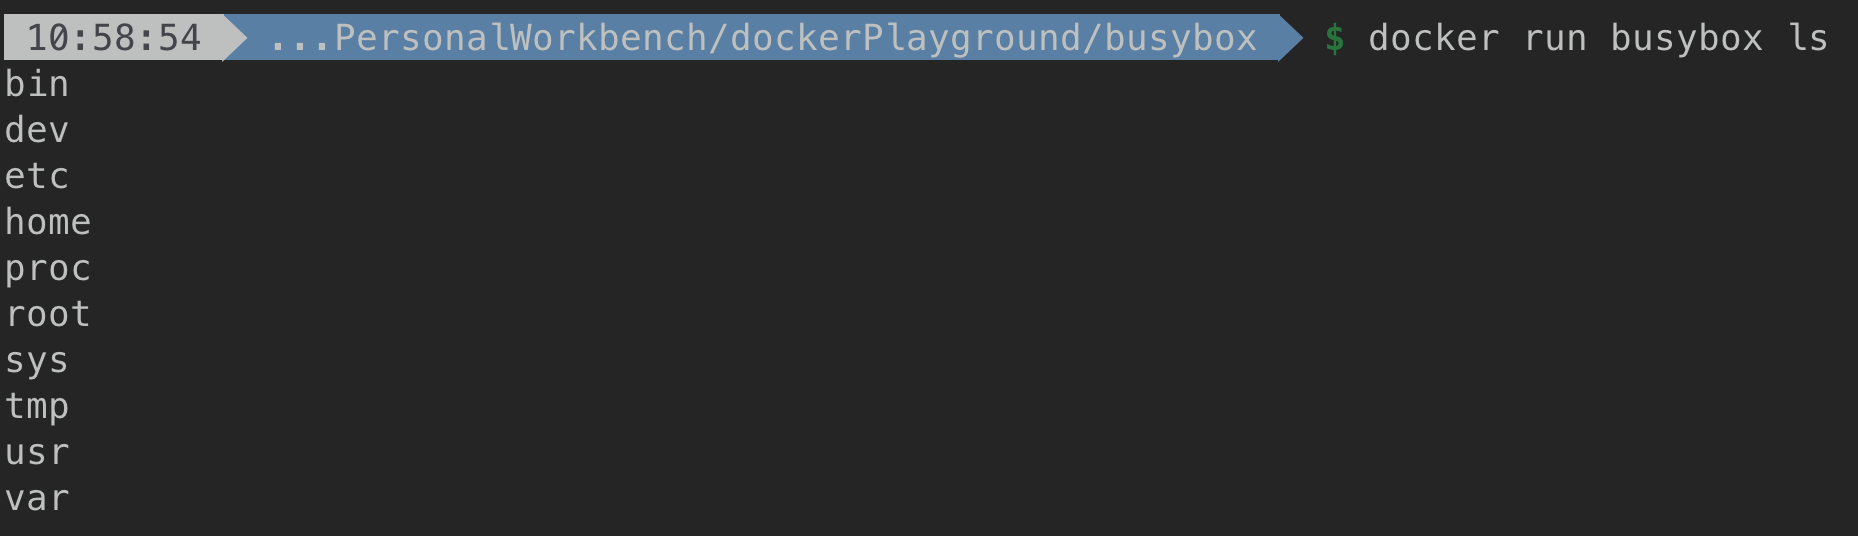 10:58:54 ...PersonalWorkbench/dockerPlayground/busybox $ docker run busybox ls
bin
dev
etc
home
proc
root
sys
tmp
usr
var